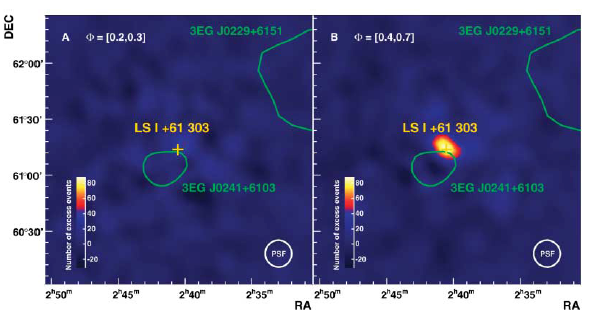 DEC
A Φ = [0.2,0.3]
3EG J0229+6151
LS I +61 303
3EG J0241+6103
Number of excess events
80
60
40
20
0
-20
PSF
62°00'
61°30'
61°00'
60°30'
2h50m
2h45m
2h40m
2h35m
RA
B Φ = [0.4,0.7]
3EG J0229+6151
LS I +61 303
3EG J0241+6103
Number of excess events
80
60
40
20
0
-20
PSF
2h50m
2h45m
2h40m
2h35m
RA